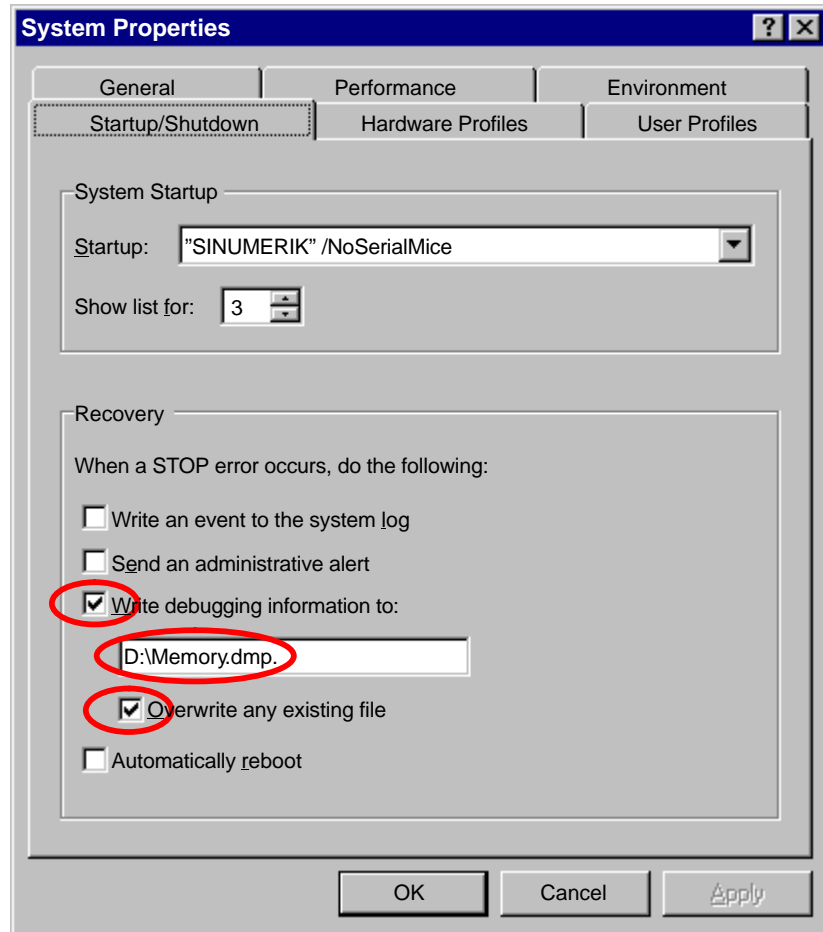 System Properties ? X
General Performance Environment
Startup/Shutdown Hardware Profiles User Profiles
System Startup
Startup: ”SINUMERIK” /NoSerialMice
Show list for: 3
Recovery
When a STOP error occurs, do the following:
Write an event to the system log
Send an administrative alert
Write debugging information to:
D:\Memory.dmp.
Overwrite any existing file
Automatically reboot
OK Cancel Apply